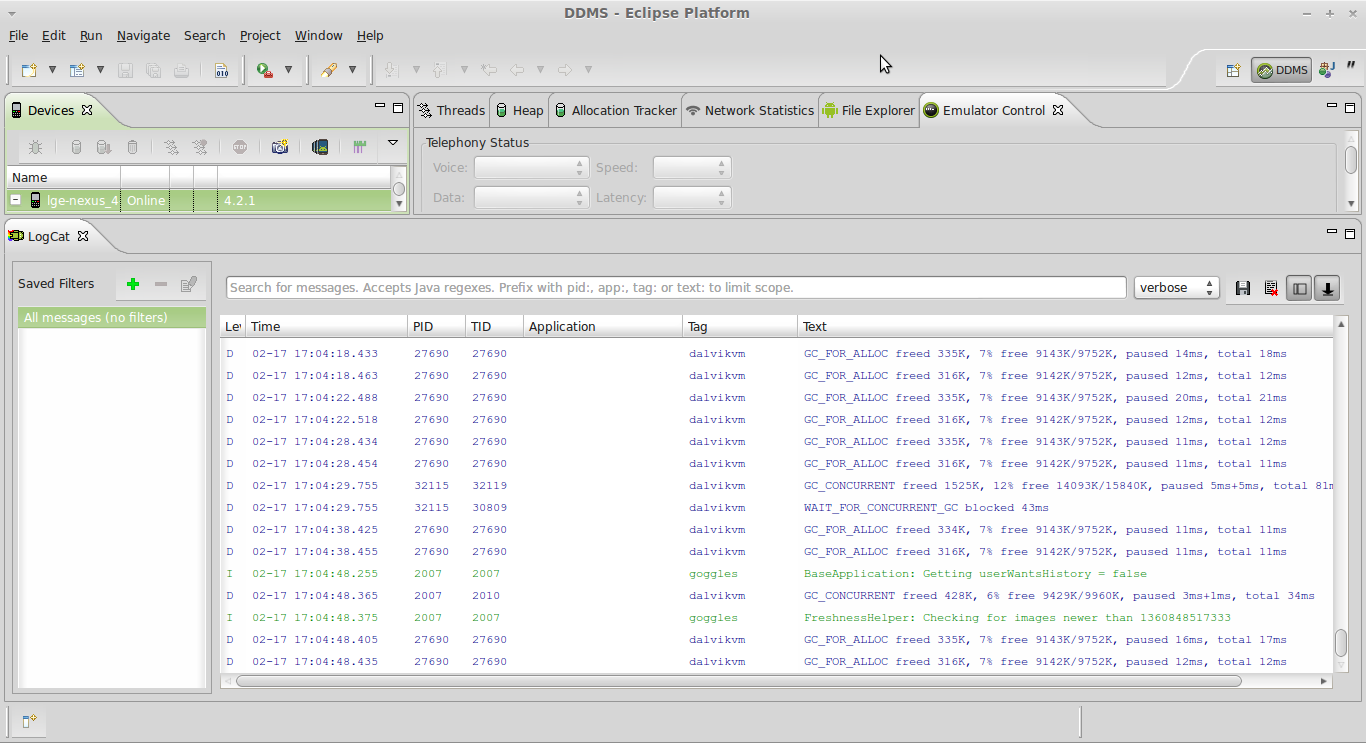 DDMS - Eclipse Platform
File Edit Run Navigate Search Project Window Help
DDMS
Devices
Threads Heap Allocation Tracker Network Statistics File Explorer Emulator Control
Telephony Status
Voice: Speed:
Data: Latency:
Name
lge-nexus_4 Online 4.2.1
LogCat
Saved Filters
All messages (no filters)
Search for messages. Accepts Java regexes. Prefix with pid:, app:, tag: or text: to limit scope.
verbose
Lev Time PID TID Application Tag Text
D 02-17 17:04:18.433 27690 27690 dalvikvm GC_FOR_ALLOC freed 335K, 7% free 9143K/9752K, paused 14ms, total 18ms
D 02-17 17:04:18.463 27690 27690 dalvikvm GC_FOR_ALLOC freed 316K, 7% free 9142K/9752K, paused 12ms, total 12ms
D 02-17 17:04:22.488 27690 27690 dalvikvm GC_FOR_ALLOC freed 335K, 7% free 9143K/9752K, paused 20ms, total 21ms
D 02-17 17:04:22.518 27690 27690 dalvikvm GC_FOR_ALLOC freed 316K, 7% free 9142K/9752K, paused 12ms, total 12ms
D 02-17 17:04:28.434 27690 27690 dalvikvm GC_FOR_ALLOC freed 335K, 7% free 9143K/9752K, paused 11ms, total 12ms
D 02-17 17:04:28.454 27690 27690 dalvikvm GC_FOR_ALLOC freed 316K, 7% free 9142K/9752K, paused 11ms, total 11ms
D 02-17 17:04:29.755 32115 32119 dalvikvm GC_CONCURRENT freed 1525K, 12% free 14093K/15840K, paused 5ms+5ms, total 81m
D 02-17 17:04:29.755 32115 30809 dalvikvm WAIT_FOR_CONCURRENT_GC blocked 43ms
D 02-17 17:04:38.425 27690 27690 dalvikvm GC_FOR_ALLOC freed 334K, 7% free 9143K/9752K, paused 11ms, total 11ms
D 02-17 17:04:38.455 27690 27690 dalvikvm GC_FOR_ALLOC freed 316K, 7% free 9142K/9752K, paused 11ms, total 11ms
I 02-17 17:04:48.255 2007 2007 goggles BaseApplication: Getting userWantsHistory = false
D 02-17 17:04:48.365 2007 2010 dalvikvm GC_CONCURRENT freed 428K, 6% free 9429K/9960K, paused 3ms+1ms, total 34ms
I 02-17 17:04:48.375 2007 2007 goggles FreshnessHelper: Checking for images newer than 1360848517333
D 02-17 17:04:48.405 27690 27690 dalvikvm GC_FOR_ALLOC freed 335K, 7% free 9143K/9752K, paused 16ms, total 17ms
D 02-17 17:04:48.435 27690 27690 dalvikvm GC_FOR_ALLOC freed 316K, 7% free 9142K/9752K, paused 12ms, total 12ms